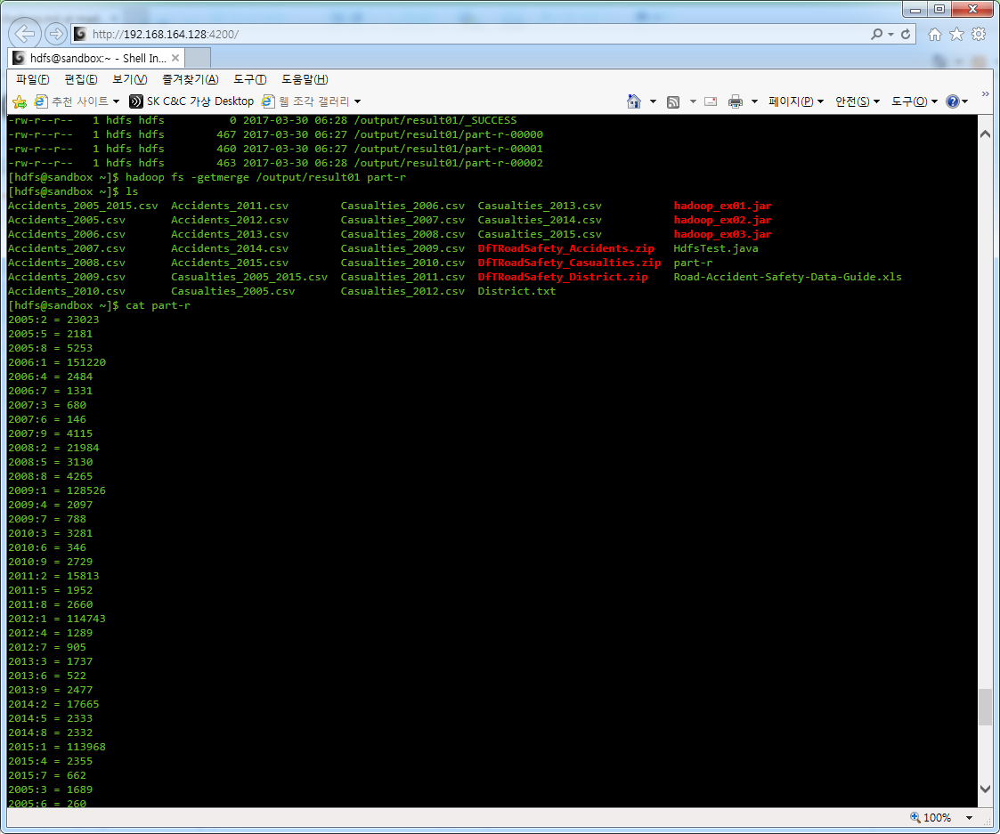 http://192.168.164.128:4200/
hdfs@sandbox:~ - Shell In...
파일(F) 편집(E) 보기(V) 즐겨찾기(A) 도구(T) 도움말(H)
추천 사이트 SK C&C 가상 Desktop 웹 조각 갤러리 페이지(P) 안전(S) 도구(O)
-rw-r--r--   1 hdfs hdfs          0 2017-03-30 06:28 /output/result01/_SUCCESS
-rw-r--r--   1 hdfs hdfs        467 2017-03-30 06:27 /output/result01/part-r-00000
-rw-r--r--   1 hdfs hdfs        460 2017-03-30 06:27 /output/result01/part-r-00001
-rw-r--r--   1 hdfs hdfs        463 2017-03-30 06:28 /output/result01/part-r-00002
[hdfs@sandbox ~]$ hadoop fs -getmerge /output/result01 part-r
[hdfs@sandbox ~]$ ls
Accidents_2005_2015.csv  Accidents_2011.csv        Casualties_2006.csv  Casualties_2013.csv           hadoop_ex01.jar
Accidents_2005.csv       Accidents_2012.csv        Casualties_2007.csv  Casualties_2014.csv           hadoop_ex02.jar
Accidents_2006.csv       Accidents_2013.csv        Casualties_2008.csv  Casualties_2015.csv           hadoop_ex03.jar
Accidents_2007.csv       Accidents_2014.csv        Casualties_2009.csv  DfTRoadSafety_Accidents.zip   HdfsTest.java
Accidents_2008.csv       Accidents_2015.csv        Casualties_2010.csv  DfTRoadSafety_Casualties.zip  part-r
Accidents_2009.csv       Casualties_2005_2015.csv  Casualties_2011.csv  DfTRoadSafety_District.zip    Road-Accident-Safety-Data-Guide.xls
Accidents_2010.csv       Casualties_2005.csv       Casualties_2012.csv  District.txt
[hdfs@sandbox ~]$ cat part-r
2005:2 = 23023
2005:5 = 2181
2005:8 = 5253
2006:1 = 151220
2006:4 = 2484
2006:7 = 1331
2007:3 = 680
2007:6 = 146
2007:9 = 4115
2008:2 = 21984
2008:5 = 3130
2008:8 = 4265
2009:1 = 128526
2009:4 = 2097
2009:7 = 788
2010:3 = 3281
2010:6 = 346
2010:9 = 2729
2011:2 = 15813
2011:5 = 1952
2011:8 = 2660
2012:1 = 114743
2012:4 = 1289
2012:7 = 905
2013:3 = 1737
2013:6 = 522
2013:9 = 2477
2014:2 = 17665
2014:5 = 2333
2014:8 = 2332
2015:1 = 113968
2015:4 = 2355
2015:7 = 662
2005:3 = 1689
2005:6 = 260
100%